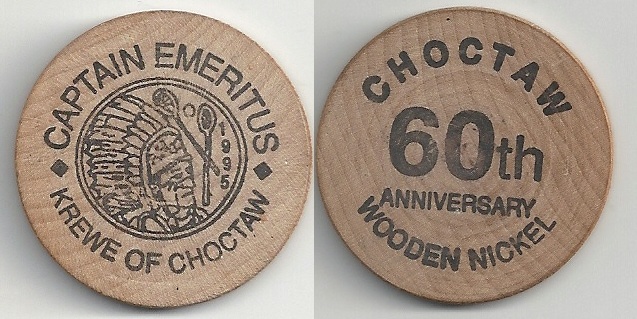 CAPTAIN EMERITUS
1995
KREWE OF CHOCTAW
CHOCTAW
60th
ANNIVERSARY
WOODEN NICKEL